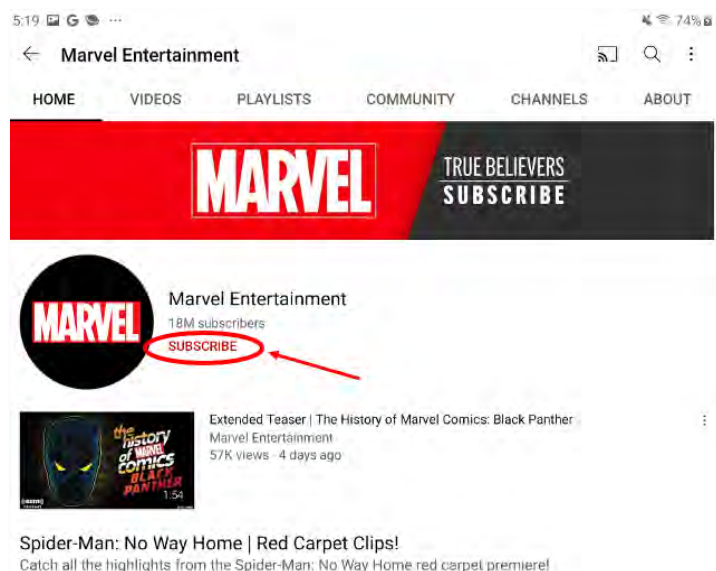 5:19 G ... 74%
Marvel Entertainment
HOME VIDEOS PLAYLISTS COMMUNITY CHANNELS ABOUT
MARVEL TRUE BELIEVERS
SUBSCRIBE
MARVEL
Marvel Entertainment
18M subscribers
SUBSCRIBE
the history of MARVEL comics BLACK PANTHER
1:54
Extended Teaser | The History of Marvel Comics: Black Panther
Marvel Entertainment
57K views · 4 days ago
Spider-Man: No Way Home | Red Carpet Clips!
Catch all the highlights from the Spider-Man: No Way Home red carpet premiere!